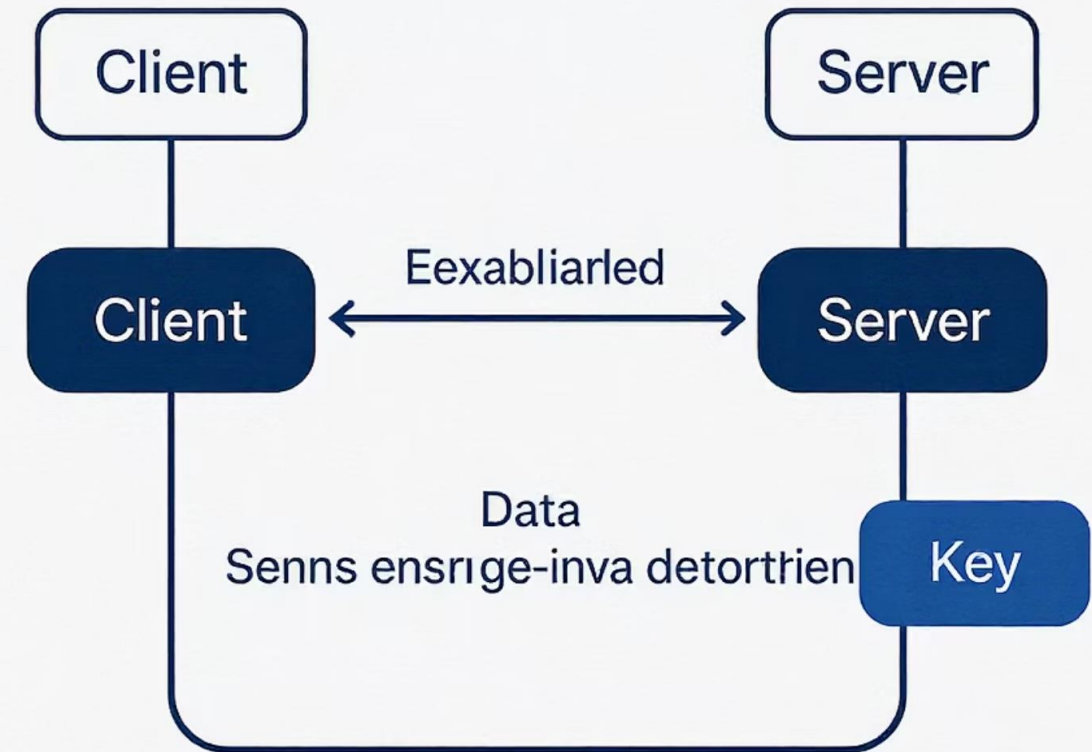 Client
Server
Client
Eexabliarled
Server
Data
Senns ensrige-inva detortrien
Key